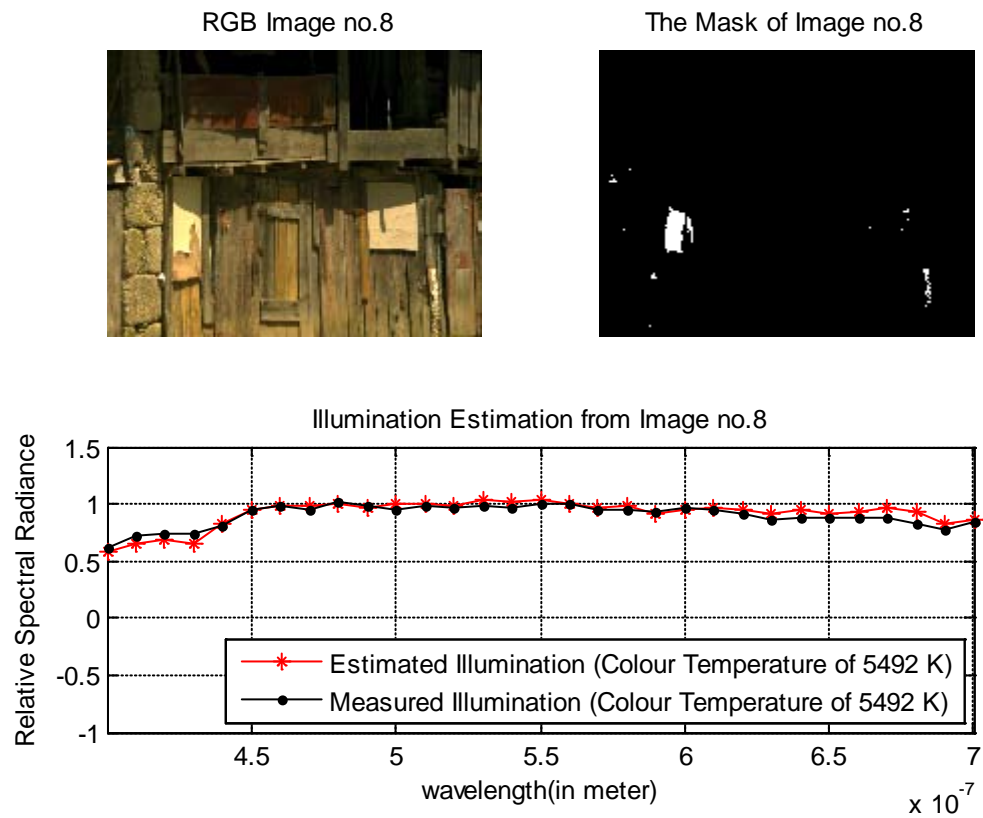 RGB Image no.8
The Mask of Image no.8
Illumination Estimation from Image no.8
Relative Spectral Radiance
1.5
1
0.5
0
-0.5
-1
Estimated Illumination (Colour Temperature of 5492 K)
Measured Illumination (Colour Temperature of 5492 K)
4.5 5 5.5 6 6.5 7
wavelength(in meter)
x 10^-7